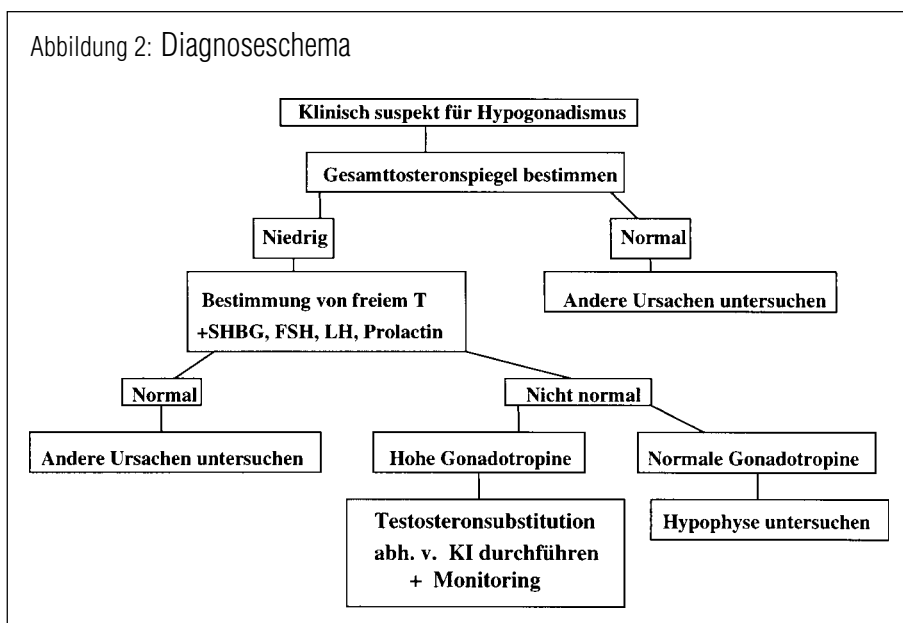 Abbildung 2: Diagnoseschema
Klinisch suspekt für Hypogonadismus
Gesamttosteronspiegel bestimmen
Niedrig
Normal
Bestimmung von freiem T
+SHBG, FSH, LH, Prolactin
Andere Ursachen untersuchen
Normal
Nicht normal
Andere Ursachen untersuchen
Hohe Gonadotropine
Normale Gonadotropine
Testosteronsubstitution
abh. v. KI durchführen
+ Monitoring
Hypophyse untersuchen